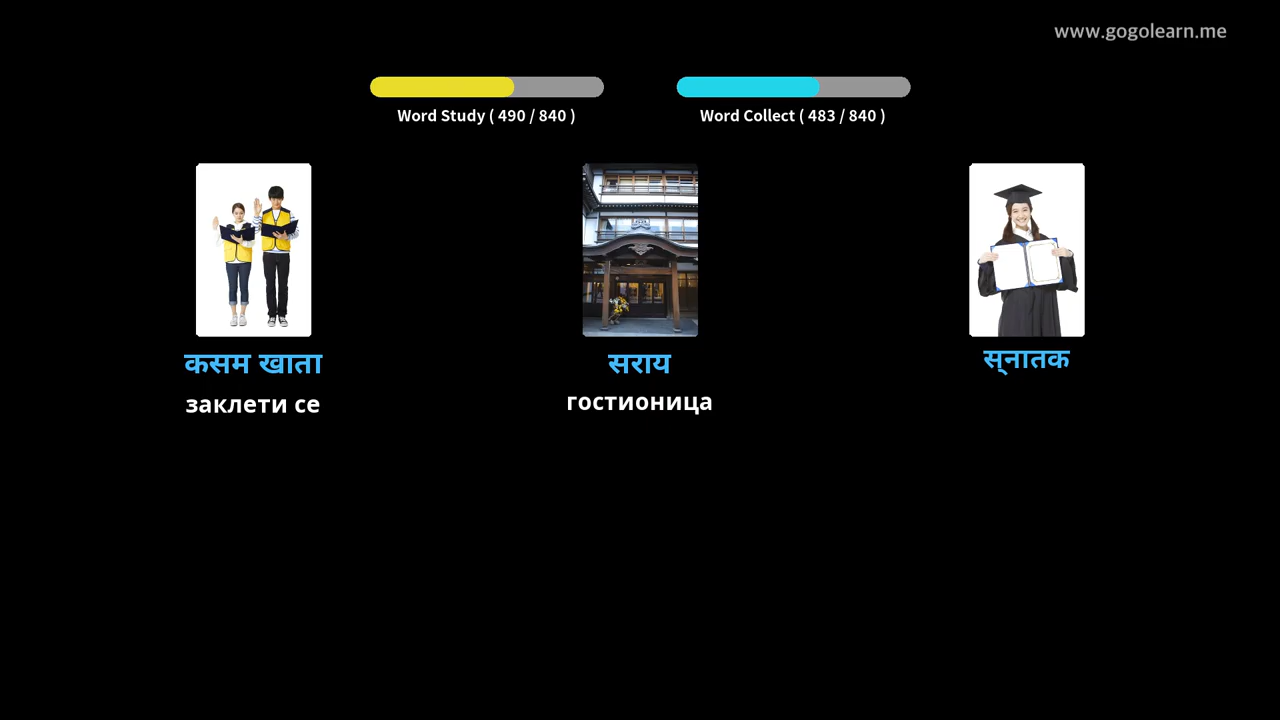 www.gogolearn.me
Word Study ( 490 / 840 )
Word Collect ( 483 / 840 )
कसम खाता
सराय
स्नातक
заклети се
гостионица